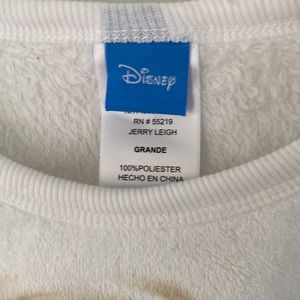 Disney
RN # 55219
JERRY LEIGH
GRANDE
100%POLIESTER
HECHO EN CHINA